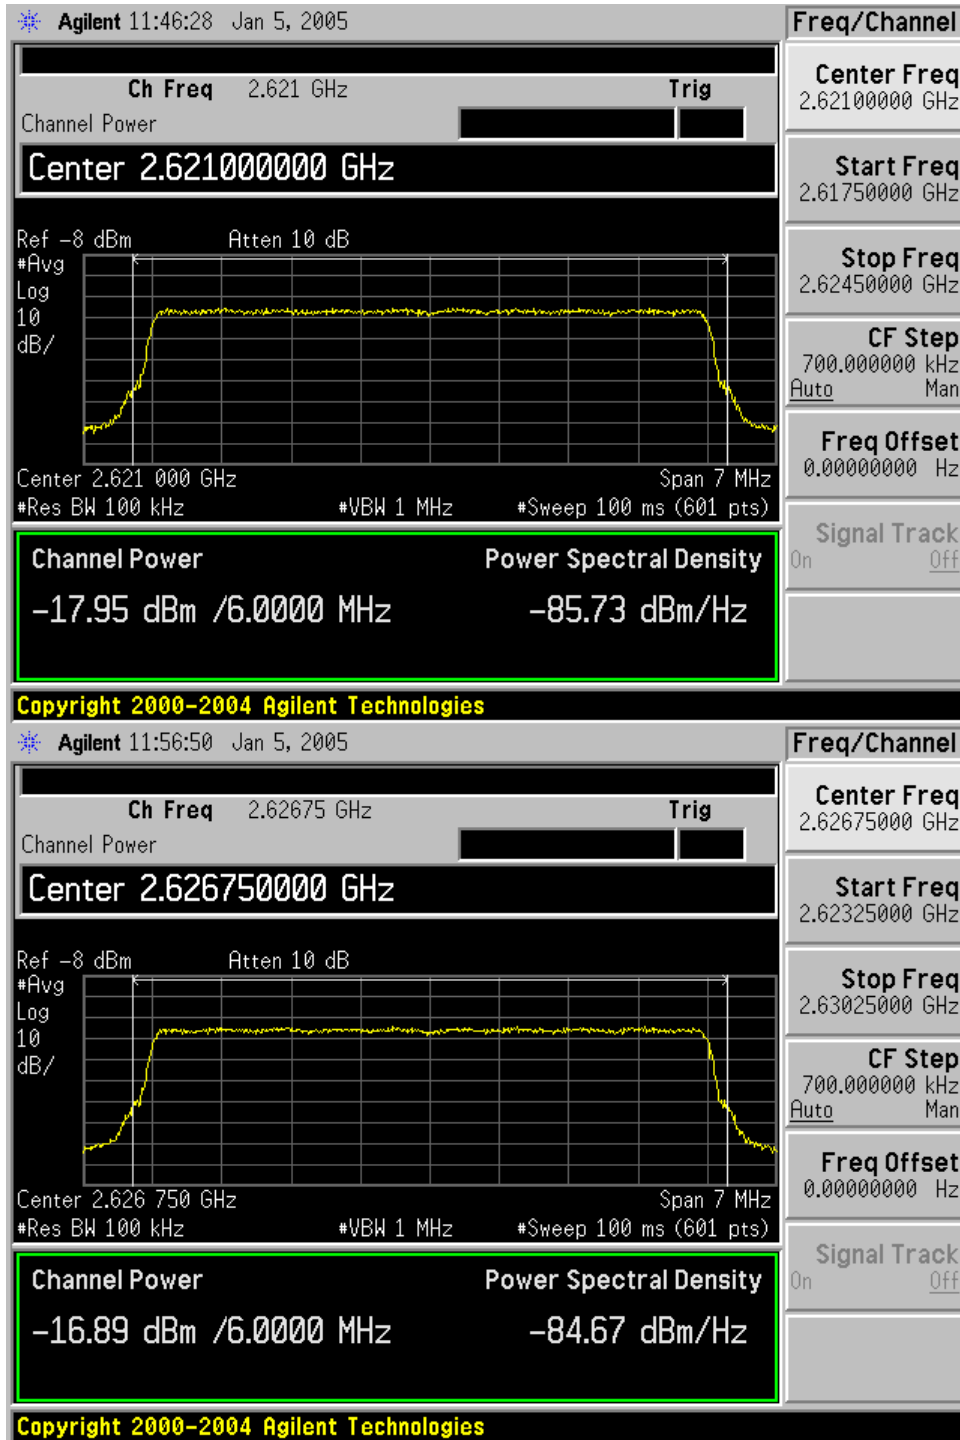 Agilent 11:46:28 Jan 5, 2005
Freq/Channel
Ch Freq 2.621 GHz Trig
Channel Power
Center 2.621000000 GHz
Ref -8 dBm Atten 10 dB
#Avg
Log
10
dB/
Center 2.621 000 GHz Span 7 MHz
#Res BW 100 kHz #VBW 1 MHz #Sweep 100 ms (601 pts)
Channel Power Power Spectral Density
-17.95 dBm /6.0000 MHz -85.73 dBm/Hz
Center Freq
2.62100000 GHz
Start Freq
2.61750000 GHz
Stop Freq
2.62450000 GHz
CF Step
700.000000 kHz
Auto Man
Freq Offset
0.00000000 Hz
Signal Track
On Off
Copyright 2000-2004 Agilent Technologies
Agilent 11:56:50 Jan 5, 2005
Freq/Channel
Ch Freq 2.62675 GHz Trig
Channel Power
Center 2.626750000 GHz
Ref -8 dBm Atten 10 dB
#Avg
Log
10
dB/
Center 2.626 750 GHz Span 7 MHz
#Res BW 100 kHz #VBW 1 MHz #Sweep 100 ms (601 pts)
Channel Power Power Spectral Density
-16.89 dBm /6.0000 MHz -84.67 dBm/Hz
Center Freq
2.62675000 GHz
Start Freq
2.62325000 GHz
Stop Freq
2.63025000 GHz
CF Step
700.000000 kHz
Auto Man
Freq Offset
0.00000000 Hz
Signal Track
On Off
Copyright 2000-2004 Agilent Technologies